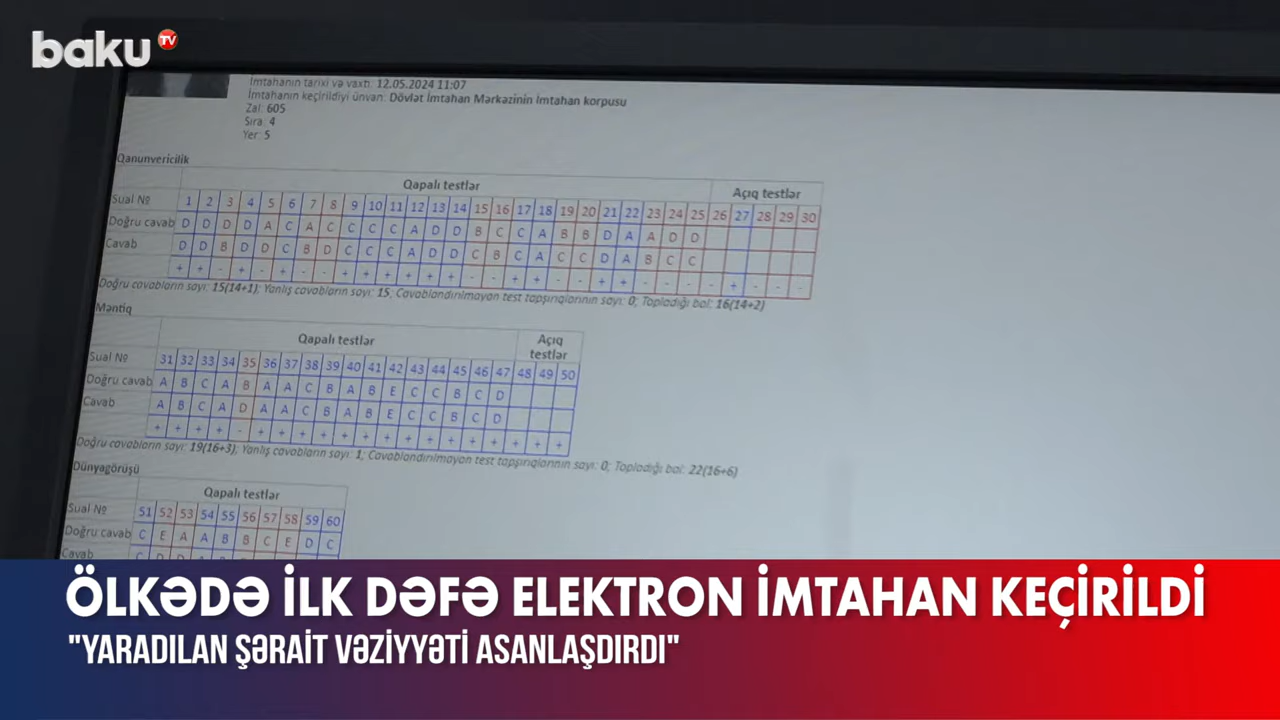 baku TV
İmtahanın tarixi və vaxtı: 12.05.2024 11:07
İmtahanın keçirildiyi ünvan: Dövlət İmtahan Mərkəzinin İmtahan korpusu
Zal: 605
Sıra: 4
Yer: 5
Qanunvericilik
Qapalı testlər Açıq testlər
Sual № 1 2 3 4 5 6 7 8 9 10 11 12 13 14 15 16 17 18 19 20 21 22 23 24 25 26 27 28 29 30
Doğru cavab D D D D A C A C C C C A D D B C C A B B D A A D D
Cavab D D B D D C B D C C C A D D C B C A C C D A B C C
+ + - + - + - - + + + + + + - - + + - - + + - - - - + - - -
Doğru cavabların sayı: 15(14+1); Yanlış cavabların sayı: 15; Cavablandırılmayan test tapşırıqlarının sayı: 0; Topladığı bal: 16(14+2)
Məntiq
Qapalı testlər Açıq testlər
Sual № 31 32 33 34 35 36 37 38 39 40 41 42 43 44 45 46 47 48 49 50
Doğru cavab A B C A B A A C B A B E C C B C D
Cavab A B C A D A A C B A B E C C B C D
+ + + + - + + + + + + + + + + + + + + +
Doğru cavabların sayı: 19(16+3); Yanlış cavabların sayı: 1; Cavablandırılmayan test tapşırıqlarının sayı: 0; Topladığı bal: 22(16+6)
Dünyagörüşü
Qapalı testlər
Sual № 51 52 53 54 55 56 57 58 59 60
Doğru cavab C E A A B B C E D C
Cavab
ÖLKƏDƏ İLK DƏFƏ ELEKTRON İMTAHAN KEÇİRİLDİ
"YARADILAN ŞƏRAİT VƏZİYYƏTİ ASANLAŞDIRDI"